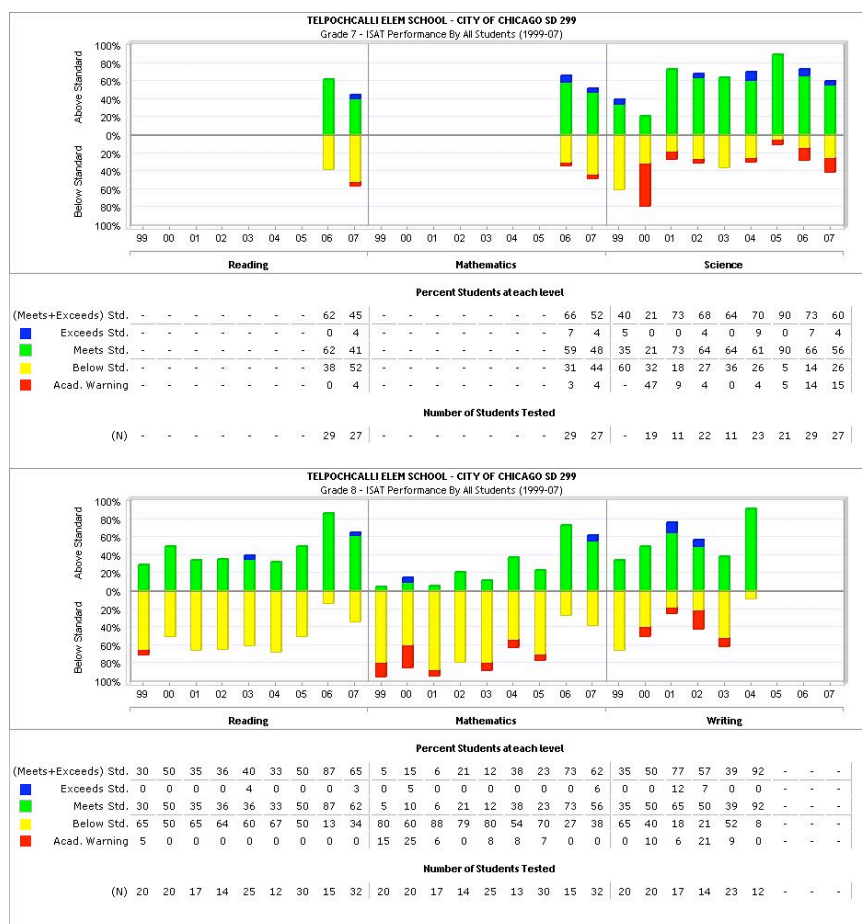 TELPOCHCALLI ELEM SCHOOL - CITY OF CHICAGO SD 299
Grade 7 - ISAT Performance By All Students (1999-07)
100%
80%
60%
40%
20%
0%
20%
40%
60%
80%
100%
Above Standard
Below Standard
99 00 01 02 03 04 05 06 07 99 00 01 02 03 04 05 06 07 99 00 01 02 03 04 05 06 07
Reading Mathematics Science
Percent Students at each level
(Meets+Exceeds) Std. - - - - - - - 62 45 - - - - - - - 66 52 40 21 73 68 64 70 90 73 60
Exceeds Std. - - - - - - - 0 4 - - - - - - - 7 4 5 0 0 4 0 9 0 7 4
Meets Std. - - - - - - - 62 41 - - - - - - - 59 48 35 21 73 64 64 61 90 66 56
Below Std. - - - - - - - 38 52 - - - - - - - 31 44 60 32 18 27 36 26 5 14 26
Acad. Warning - - - - - - - 0 4 - - - - - - - 3 4 - 47 9 4 0 4 5 14 15
Number of Students Tested
(N) - - - - - - - 29 27 - - - - - - - 29 27 - 19 11 22 11 23 21 29 27
TELPOCHCALLI ELEM SCHOOL - CITY OF CHICAGO SD 299
Grade 8 - ISAT Performance By All Students (1999-07)
100%
80%
60%
40%
20%
0%
20%
40%
60%
80%
100%
Above Standard
Below Standard
99 00 01 02 03 04 05 06 07 99 00 01 02 03 04 05 06 07 99 00 01 02 03 04 05 06 07
Reading Mathematics Writing
Percent Students at each level
(Meets+Exceeds) Std. 30 50 35 36 40 33 50 87 65 5 15 6 21 12 38 23 73 62 35 50 77 57 39 92 - - -
Exceeds Std. 0 0 0 0 4 0 0 0 3 0 5 0 0 0 0 0 0 6 0 0 12 7 0 0 - - -
Meets Std. 30 50 35 36 36 33 50 87 62 5 10 6 21 12 38 23 73 56 35 50 65 50 39 92 - - -
Below Std. 65 50 65 64 60 67 50 13 34 80 60 88 79 80 54 70 27 38 65 40 18 21 52 8 - - -
Acad. Warning 5 0 0 0 0 0 0 0 0 15 25 6 0 8 8 7 0 0 0 10 6 21 9 0 - - -
Number of Students Tested
(N) 20 20 17 14 25 12 30 15 32 20 20 17 14 25 13 30 15 32 20 20 17 14 23 12 - - -